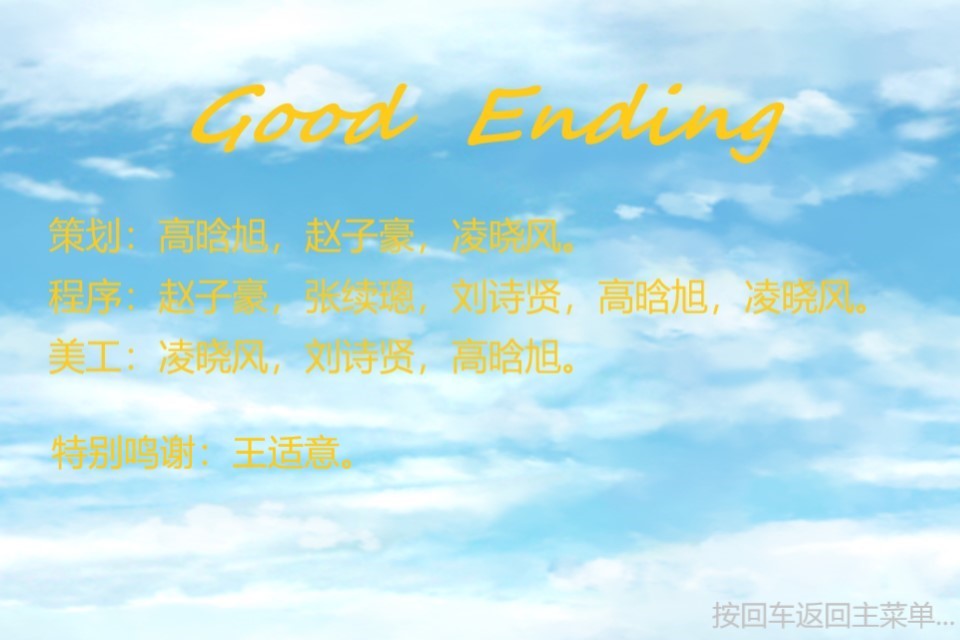 Good Ending
策划：高晗旭，赵子豪，凌晓风。
程序：赵子豪，张续璁，刘诗贤，高晗旭，凌晓风。
美工：凌晓风，刘诗贤，高晗旭。
特别鸣谢：王适意。
按回车返回主菜单...